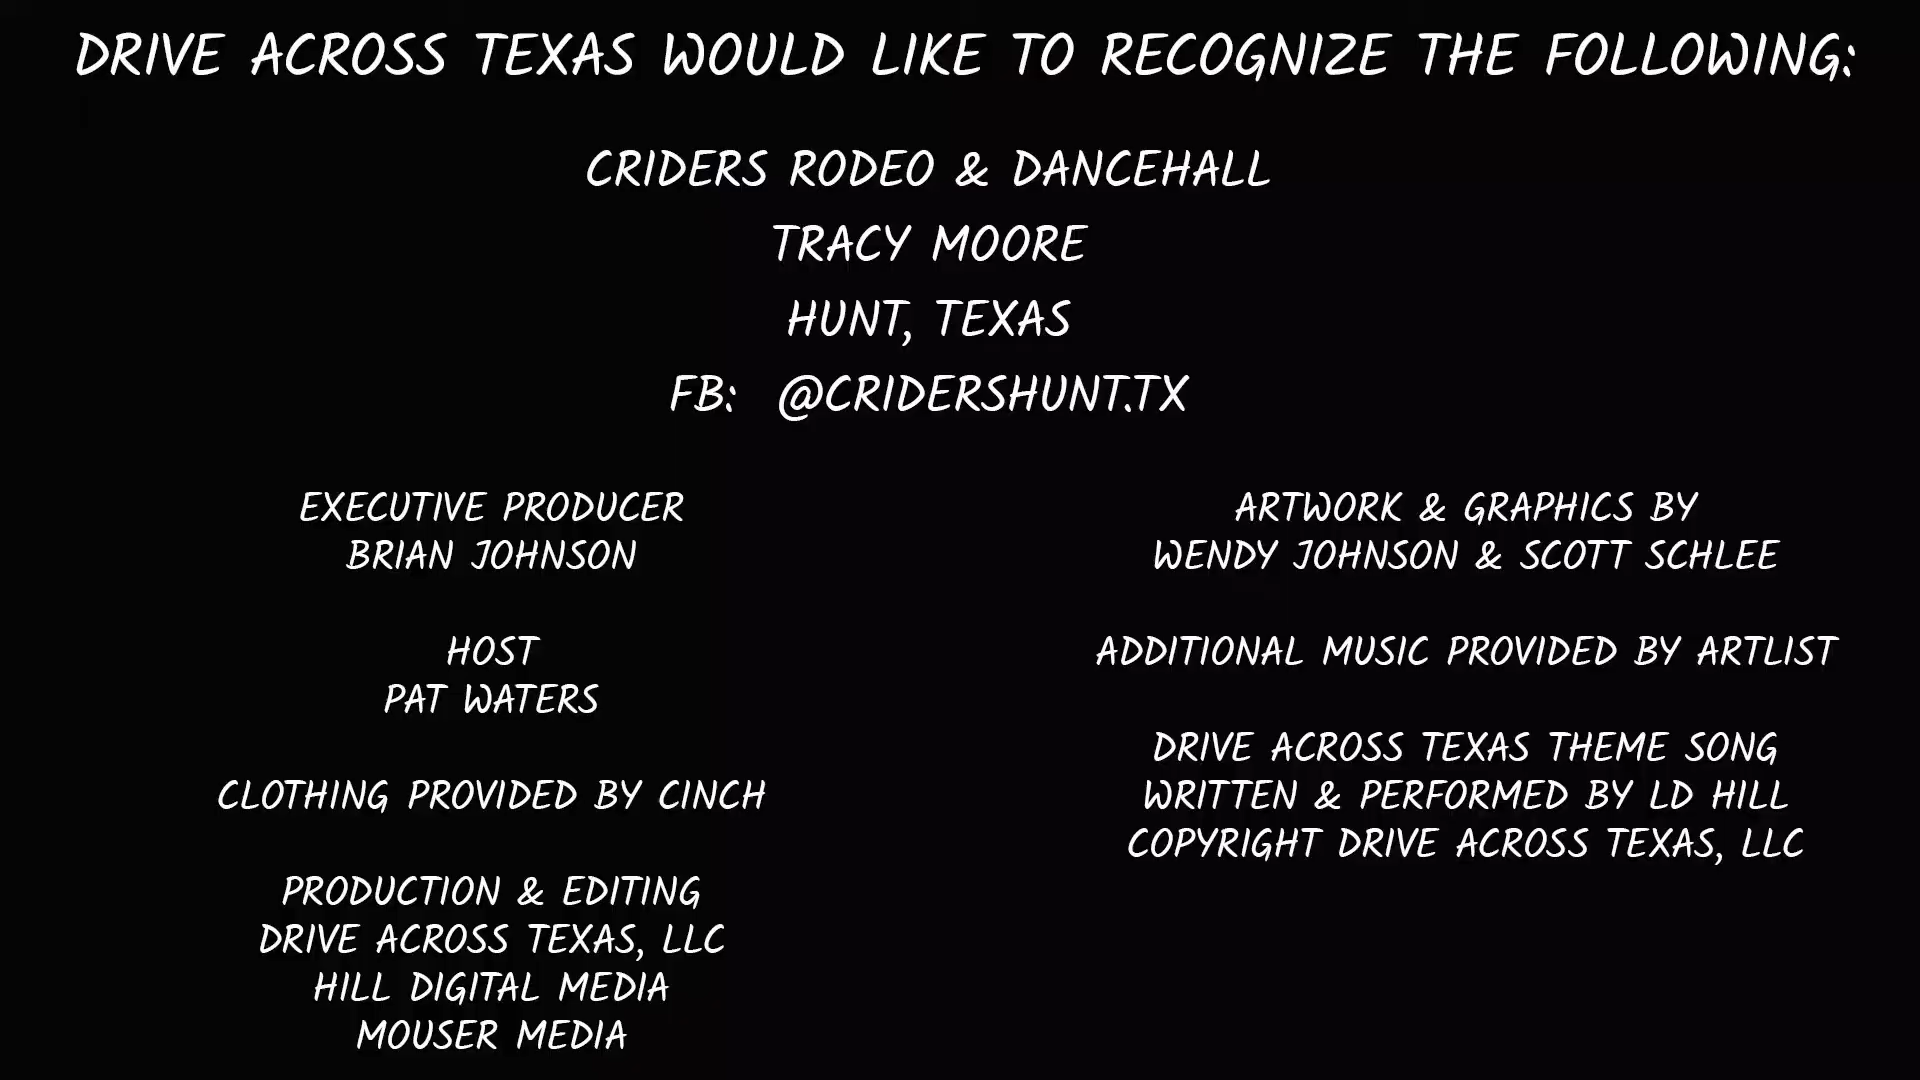 DRIVE ACROSS TEXAS WOULD LIKE TO RECOGNIZE THE FOLLOWING:
CRIDERS RODEO & DANCEHALL
TRACY MOORE
HUNT, TEXAS
FB: @CRIDERSHUNT.TX
EXECUTIVE PRODUCER
BRIAN JOHNSON
HOST
PAT WATERS
CLOTHING PROVIDED BY CINCH
PRODUCTION & EDITING
DRIVE ACROSS TEXAS, LLC
HILL DIGITAL MEDIA
MOUSER MEDIA
ARTWORK & GRAPHICS BY
WENDY JOHNSON & SCOTT SCHLEE
ADDITIONAL MUSIC PROVIDED BY ARTLIST
DRIVE ACROSS TEXAS THEME SONG
WRITTEN & PERFORMED BY LD HILL
COPYRIGHT DRIVE ACROSS TEXAS, LLC